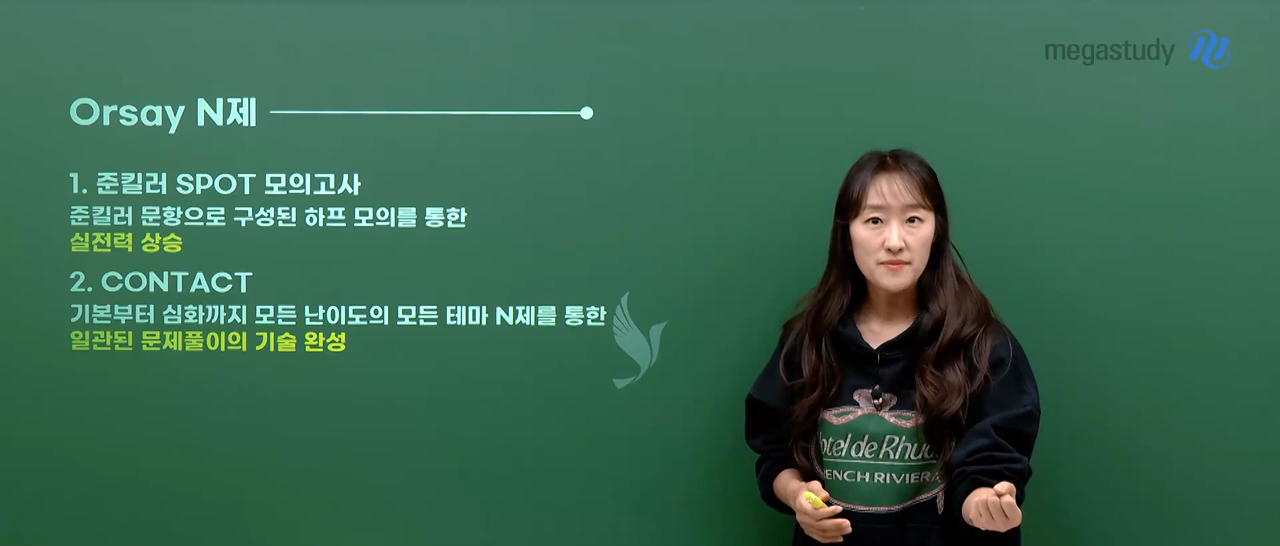 megastudy
Orsay N제
1. 준킬러 SPOT 모의고사
준킬러 문항으로 구성된 하프 모의를 통한
실전력 상승
2. CONTACT
기본부터 심화까지 모든 난이도의 모든 테마 N제를 통한
일관된 문제풀이의 기술 완성
otel de Rhu
ENCH RIVIERA